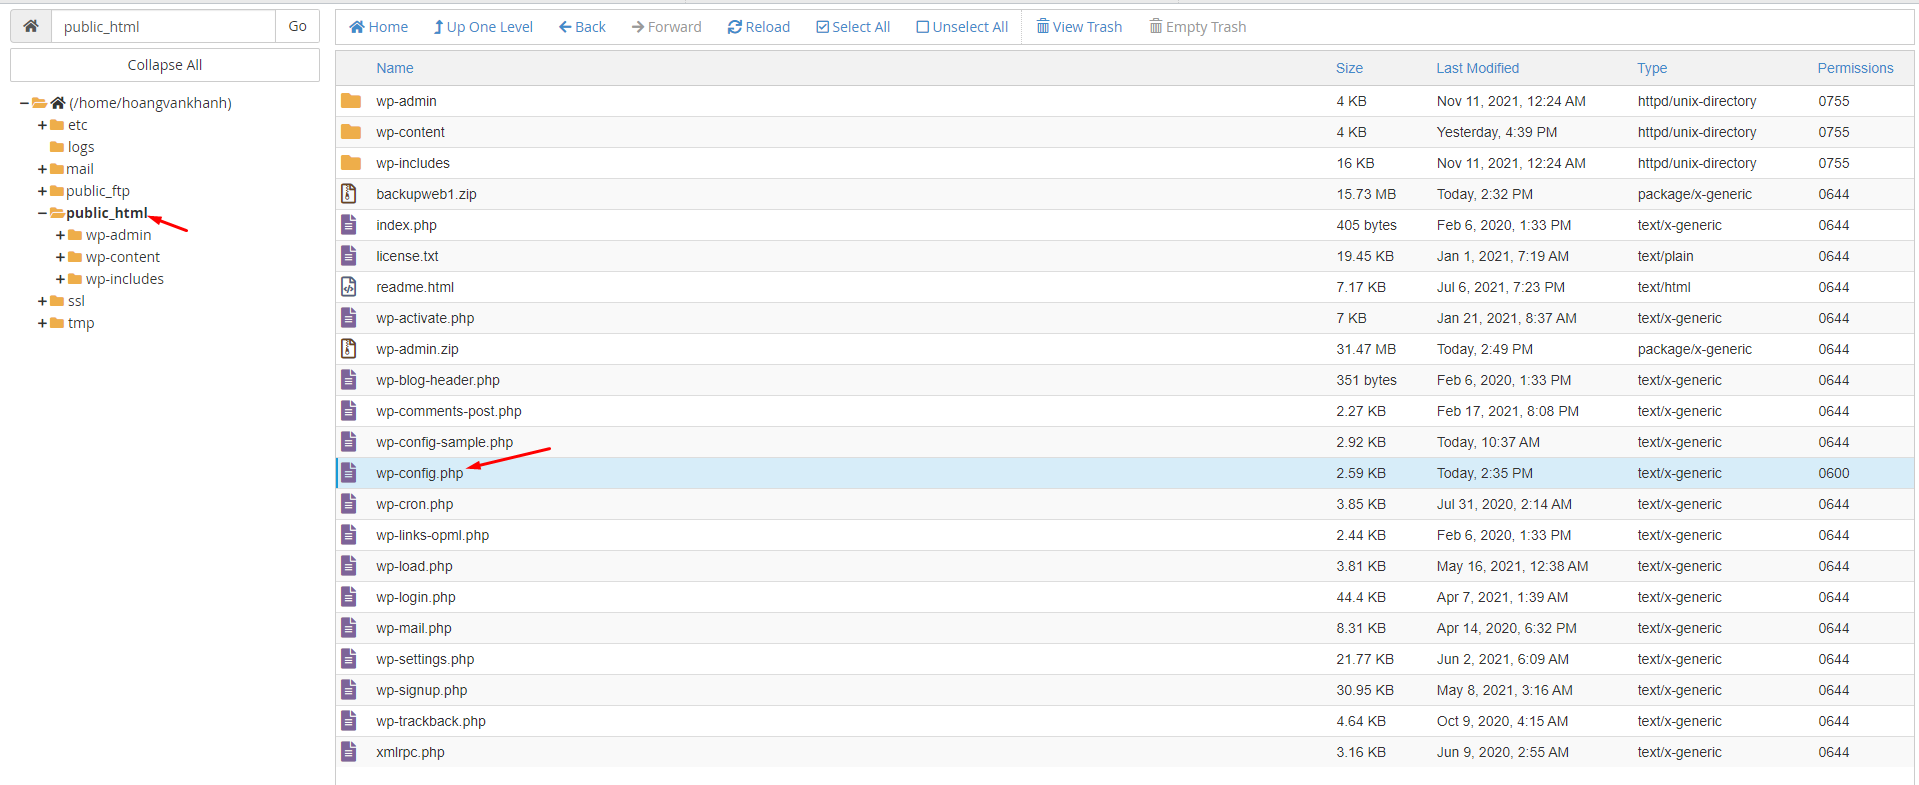 public_html Go
Collapse All
(/home/hoangvankhanh)
etc
logs
mail
public_ftp
public_html
wp-admin
wp-content
wp-includes
ssl
tmp
Home Up One Level Back Forward Reload Select All Unselect All View Trash Empty Trash
Name Size Last Modified Type Permissions
wp-admin 4 KB Nov 11, 2021, 12:24 AM httpd/unix-directory 0755
wp-content 4 KB Yesterday, 4:39 PM httpd/unix-directory 0755
wp-includes 16 KB Nov 11, 2021, 12:24 AM httpd/unix-directory 0755
backupweb1.zip 15.73 MB Today, 2:32 PM package/x-generic 0644
index.php 405 bytes Feb 6, 2020, 1:33 PM text/x-generic 0644
license.txt 19.45 KB Jan 1, 2021, 7:19 AM text/plain 0644
readme.html 7.17 KB Jul 6, 2021, 7:23 PM text/html 0644
wp-activate.php 7 KB Jan 21, 2021, 8:37 AM text/x-generic 0644
wp-admin.zip 31.47 MB Today, 2:49 PM package/x-generic 0644
wp-blog-header.php 351 bytes Feb 6, 2020, 1:33 PM text/x-generic 0644
wp-comments-post.php 2.27 KB Feb 17, 2021, 8:08 PM text/x-generic 0644
wp-config-sample.php 2.92 KB Today, 10:37 AM text/x-generic 0644
wp-config.php 2.59 KB Today, 2:35 PM text/x-generic 0600
wp-cron.php 3.85 KB Jul 31, 2020, 2:14 AM text/x-generic 0644
wp-links-opml.php 2.44 KB Feb 6, 2020, 1:33 PM text/x-generic 0644
wp-load.php 3.81 KB May 16, 2021, 12:38 AM text/x-generic 0644
wp-login.php 44.4 KB Apr 7, 2021, 1:39 AM text/x-generic 0644
wp-mail.php 8.31 KB Apr 14, 2020, 6:32 PM text/x-generic 0644
wp-settings.php 21.77 KB Jun 2, 2021, 6:09 AM text/x-generic 0644
wp-signup.php 30.95 KB May 8, 2021, 3:16 AM text/x-generic 0644
wp-trackback.php 4.64 KB Oct 9, 2020, 4:15 AM text/x-generic 0644
xmlrpc.php 3.16 KB Jun 9, 2020, 2:55 AM text/x-generic 0644